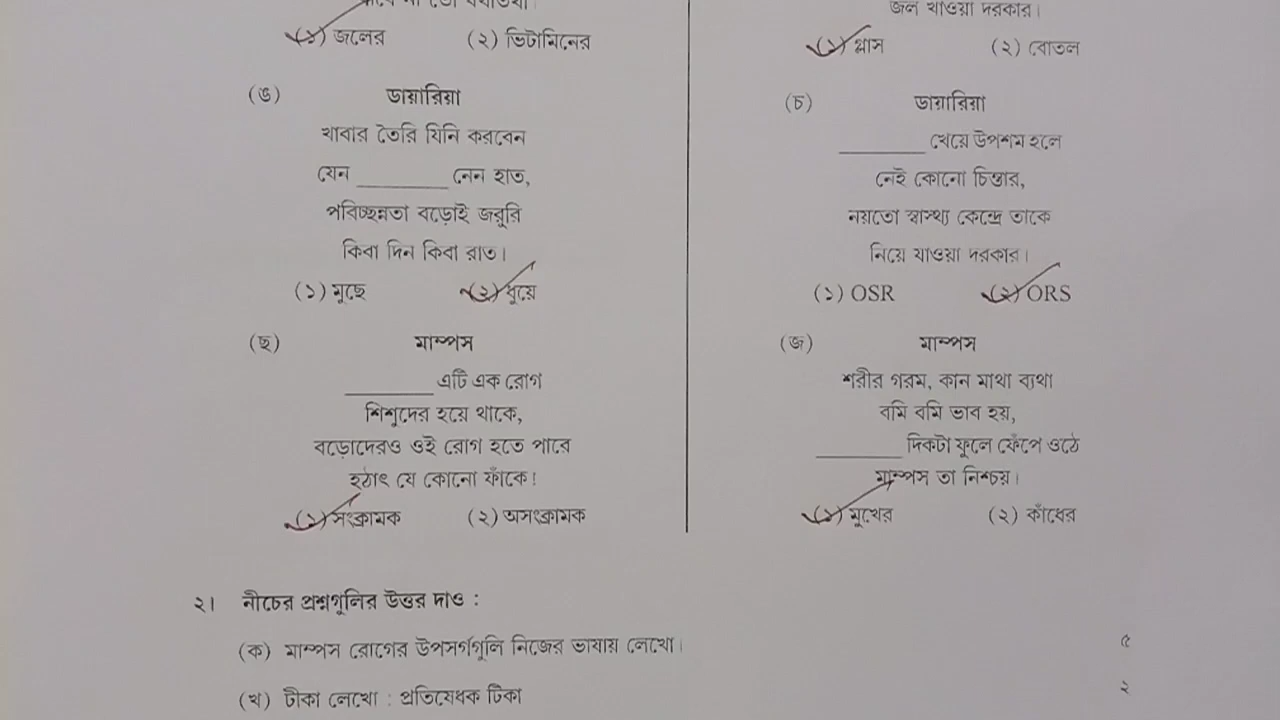 (১) জলের (২) ভিটামিনের
(ঙ) ডায়ারিয়া
খাবার তৈরি যিনি করবেন
যেন ________ নেন হাত,
পরিচ্ছন্নতা বড়োই জরুরি
কিবা দিন কিবা রাত।
(১) মুছে (২) ধুয়ে
(ছ) মাম্পস
________ এটি এক রোগ
শিশুদের হয়ে থাকে,
বড়োদেরও ওই রোগ হতে পারে
হঠাৎ যে কোনো ফাঁকে!
(১) সংক্রামক (২) অসংক্রামক
জল খাওয়া দরকার।
(১) গ্লাস (২) বোতল
(চ) ডায়ারিয়া
________ খেয়ে উপশম হলে
নেই কোনো চিন্তার,
নয়তো স্বাস্থ্য কেন্দ্রে তাকে
নিয়ে যাওয়া দরকার।
(১) OSR (২) ORS
(জ) মাম্পস
শরীর গরম, কান মাথা ব্যথা
বমি বমি ভাব হয়,
________ দিকটা ফুলে ফেঁপে ওঠে
মাম্পস তা নিশ্চয়।
(১) মুখের (২) কাঁধের
২। নীচের প্রশ্নগুলির উত্তর দাও :
(ক) মাম্পস রোগের উপসর্গগুলি নিজের ভাষায় লেখো। ৫
(খ) টীকা লেখো : প্রতিষেধক টিকা ২